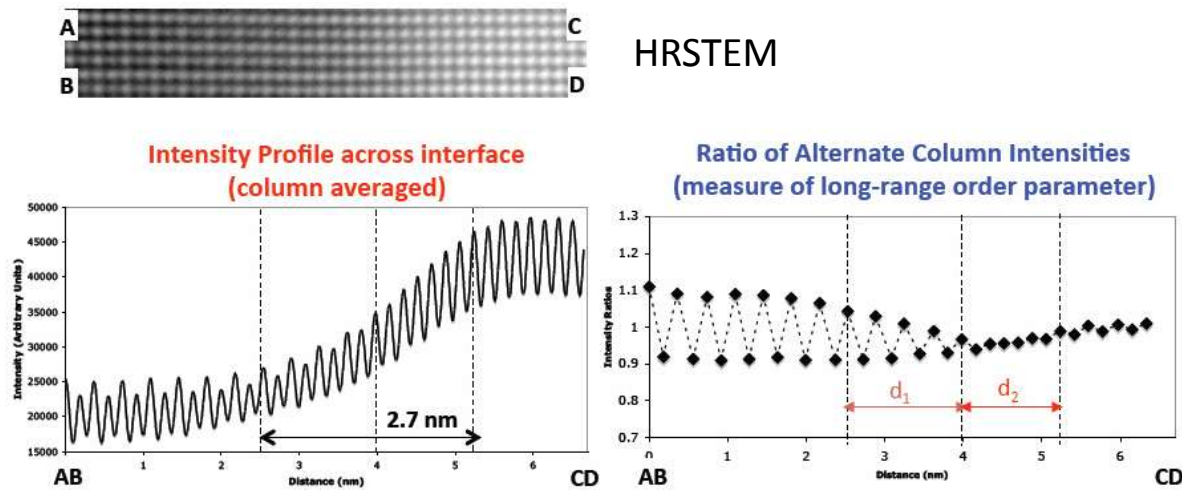 A
B
C
D
HRSTEM
Intensity Profile across interface
(column averaged)
50000
45000
40000
35000
30000
25000
20000
15000
Intensity (Arbitrary Units)
2.7 nm
1
2
3
4
5
6
AB
Distance (nm)
CD
Ratio of Alternate Column Intensities
(measure of long-range order parameter)
1.3
1.2
1.1
1
0.9
0.8
0.7
Intensity Ratios
d1
d2
0
1
2
3
4
5
6
AB
Distance (nm)
CD